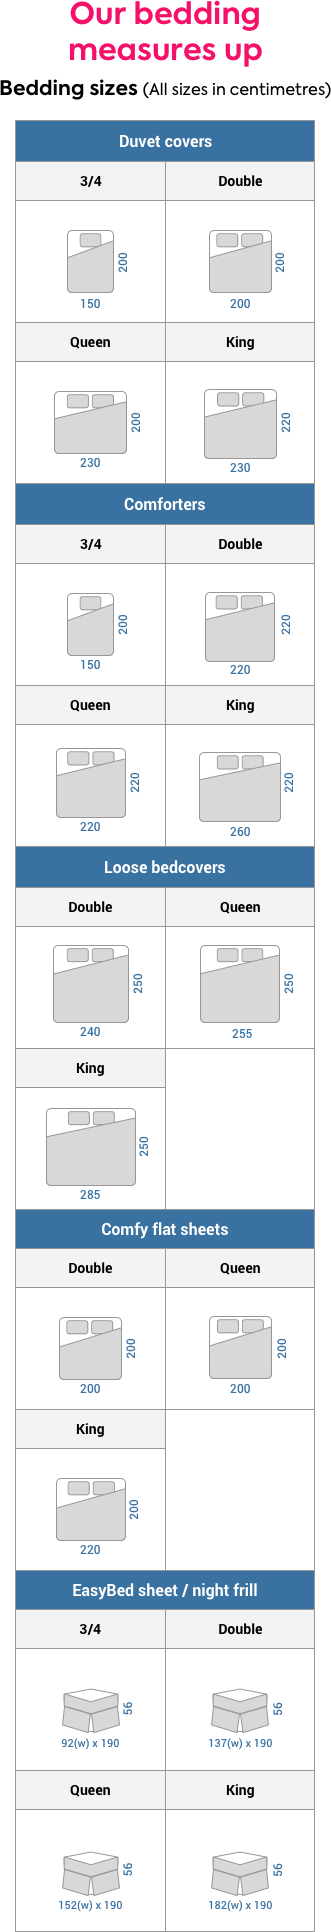 Our bedding
measures up
Bedding sizes (All sizes in centimetres)
Duvet covers
3/4 Double
200 200
150 200
Queen King
200 220
230 230
Comforters
3/4 Double
200 220
150 220
Queen King
220 220
220 260
Loose bedcovers
Double Queen
250 250
240 255
King
250
285
Comfy flat sheets
Double Queen
200 200
200 200
King
200
220
EasyBed sheet / night frill
3/4 Double
56 56
92(w) x 190 137(w) x 190
Queen King
56 56
152(w) x 190 182(w) x 190